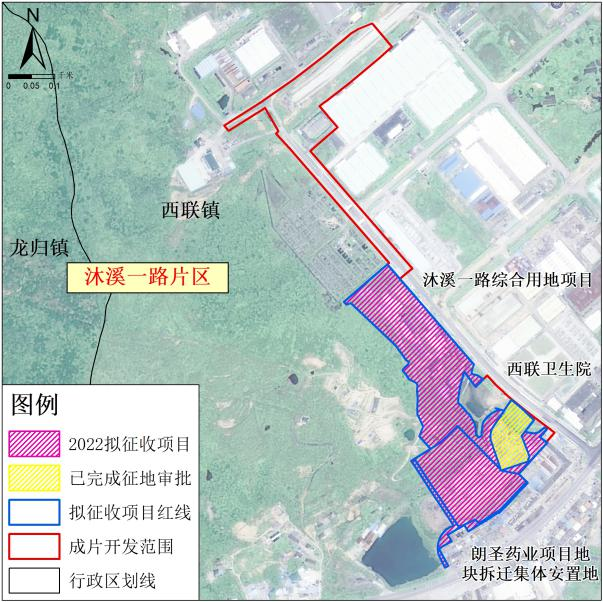 N
千米
0 0.05 0.1
西联镇
龙归镇
沐溪一路片区
沐溪一路综合用地项目
西联卫生院
图例
2022拟征收项目
已完成征地审批
拟征收项目红线
成片开发范围
行政区划线
朗圣药业项目地
块拆迁集体安置地